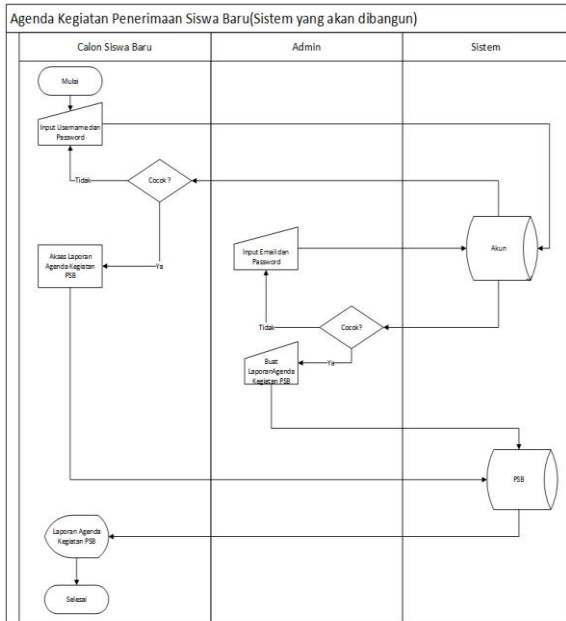 Agenda Kegiatan Penerimaan Siswa Baru(Sistem yang akan dibangun)
Calon Siswa Baru
Admin
Sistem
Mulai
Input Username dan
Password
Tidak
Cocok ?
Akun
Input Email dan
Password
Akses Laporan
Agenda Kegiatan
PSB
Ya
Tidak
Cocok?
Buat
LaporanAgenda
Kegiatan PSB
Ya
PSB
Laporan Agenda
Kegiatan PSB
Selesai